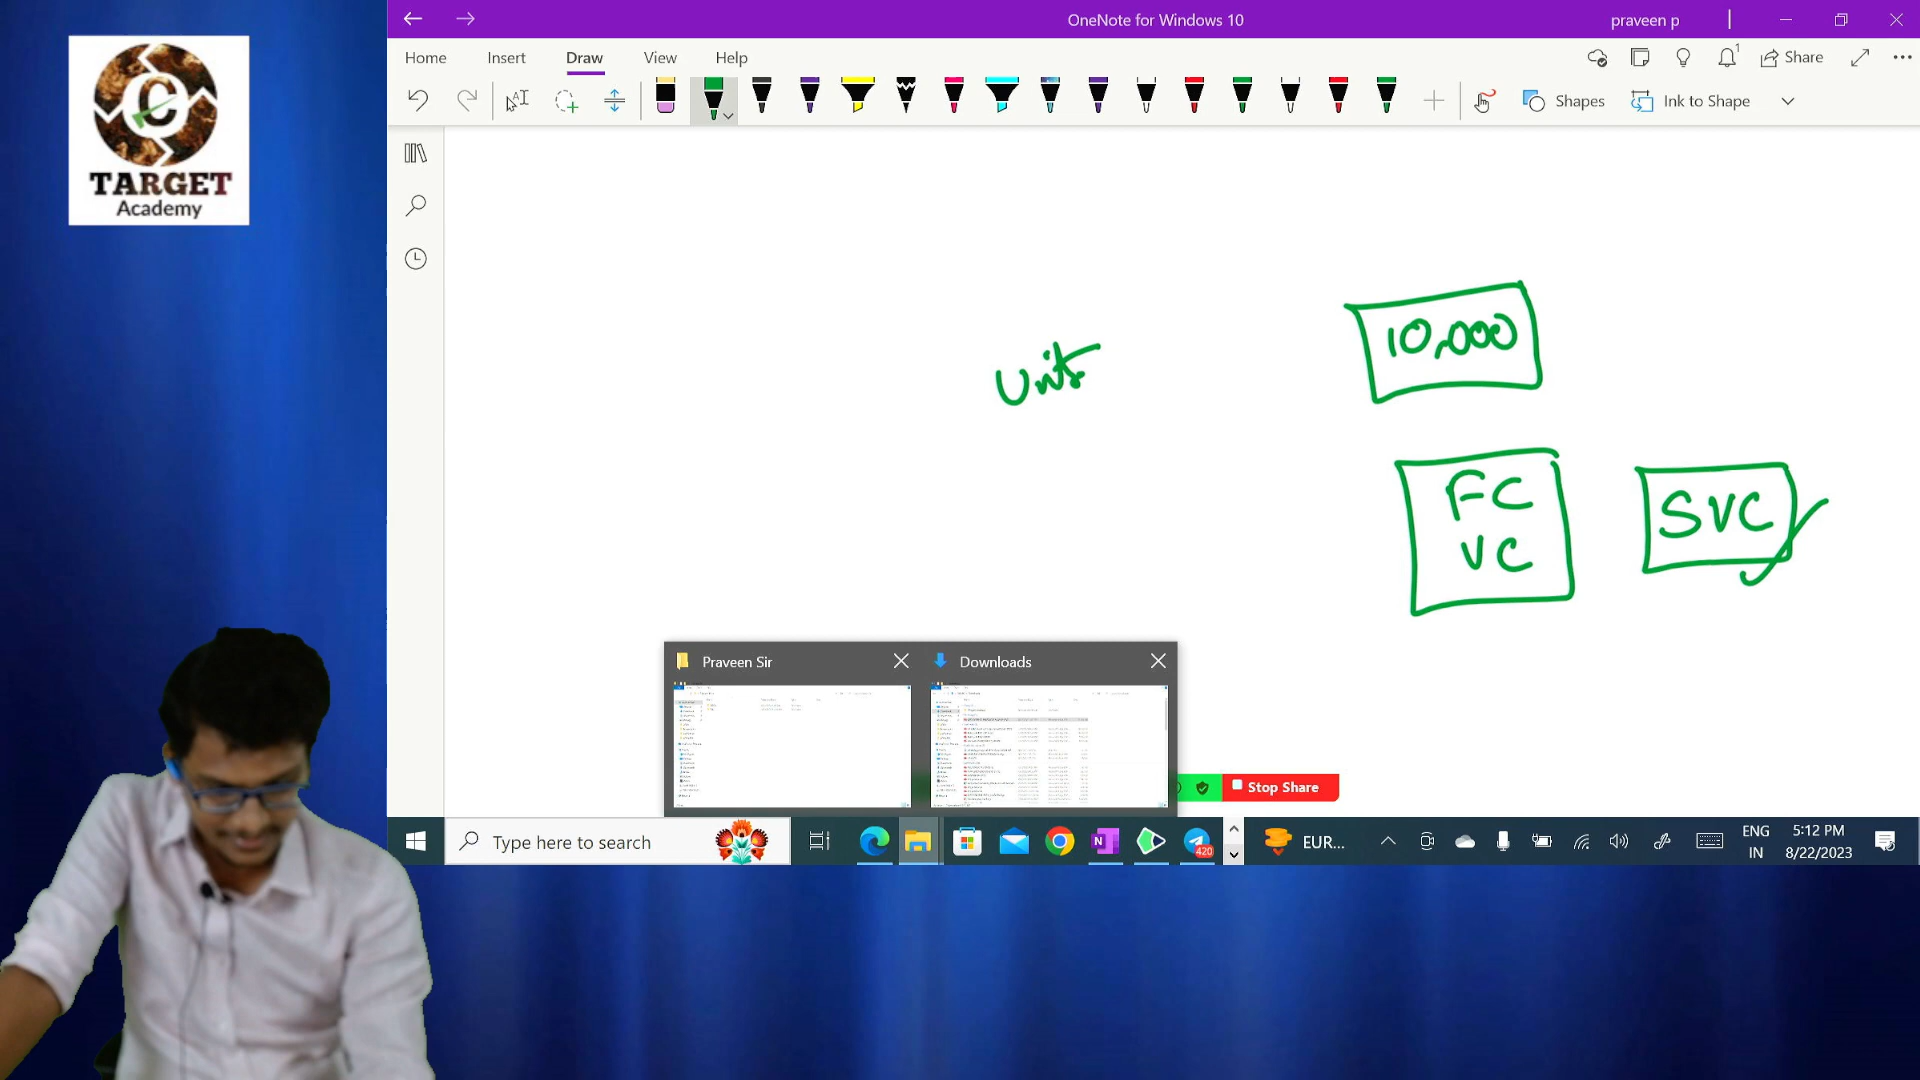 TARGET
Academy
OneNote for Windows 10
praveen p
Home
Insert
Draw
View
Help
1
Share
Shapes
Ink to Shape
Units
10,000
FC
VC
SVC
Praveen Sir
Downloads
Stop Share
Type here to search
420
EUR...
ENG
IN
5:12 PM
8/22/2023